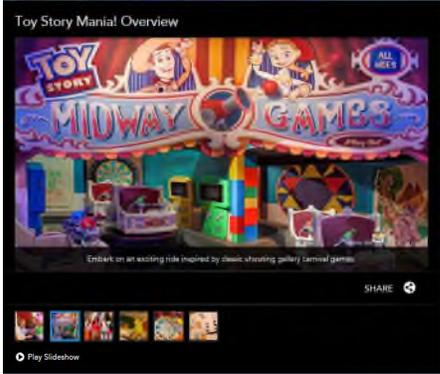 Toy Story Mania! Overview
TOY
STORY
ALL
AGES
MIDWAY GAMES
Embark on an exciting ride inspired by classic shooting gallery carnival games
SHARE
Play Slideshow